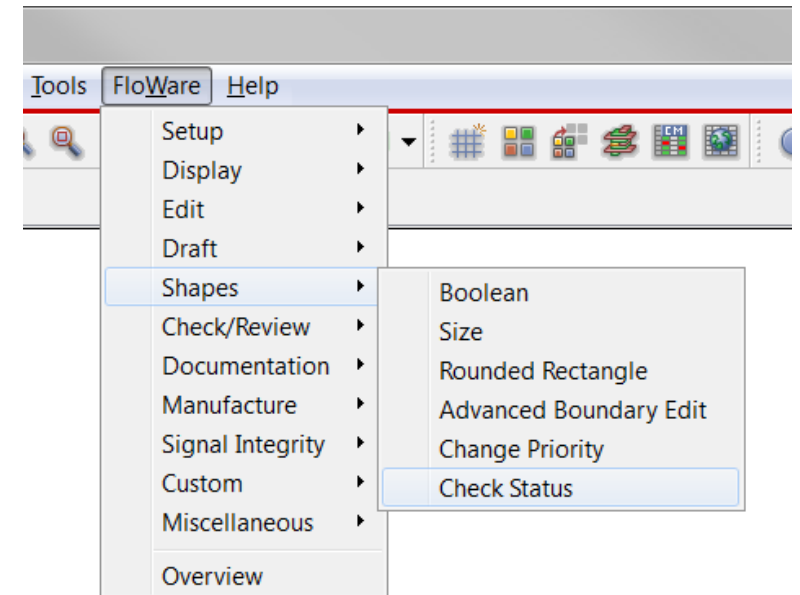 Tools FloWare Help
Setup
Display
Edit
Draft
Shapes
Check/Review
Documentation
Manufacture
Signal Integrity
Custom
Miscellaneous
Overview
Boolean
Size
Rounded Rectangle
Advanced Boundary Edit
Change Priority
Check Status
CM